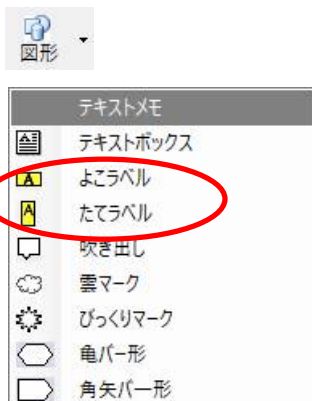 図形
テキストメモ
テキストボックス
A よこラベル
A たてラベル
吹き出し
雲マーク
びっくりマーク
亀バー形
角矢バー形